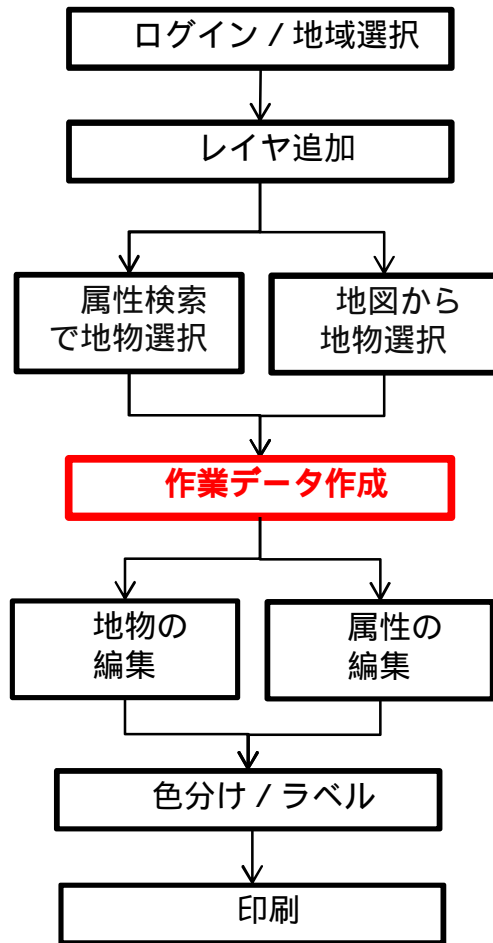 ログイン / 地域選択
レイヤ追加
属性検索
で地物選択
地図から
地物選択
作業データ作成
地物の
編集
属性の
編集
色分け / ラベル
印刷